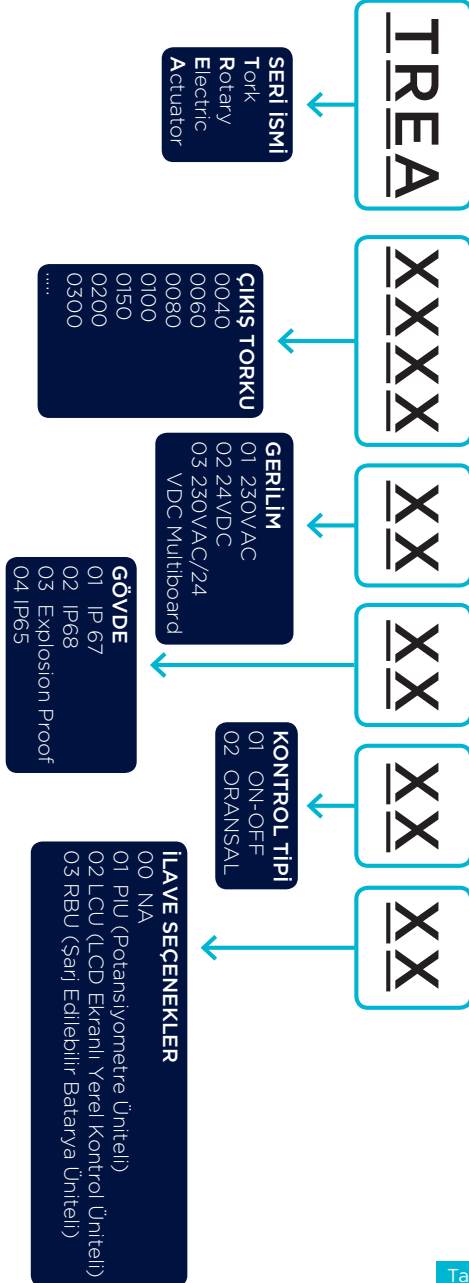 TREA XXXX XX XX XX XX
SERİ İSMİ
Tork
Rotary
Electric
Actuator
ÇIKIŞ TORKU
0040
0060
0080
0100
0150
0200
0300
.....
GERİLİM
01 230VAC
02 24VDC
03 230VAC/24
VDC Multiboard
GÖVDE
01 IP 67
02 IP68
03 Explosion Proof
04 IP65
KONTROL TİPİ
01 ON-OFF
02 ORANSAL
İLAVE SEÇENEKLER
00 NA
01 PIU (Potansiyometre Üniteli)
02 LCU (LCD Ekranlı Yerel Kontrol Üniteli)
03 RBU (Şarj Edilebilir Batarya Üniteli)